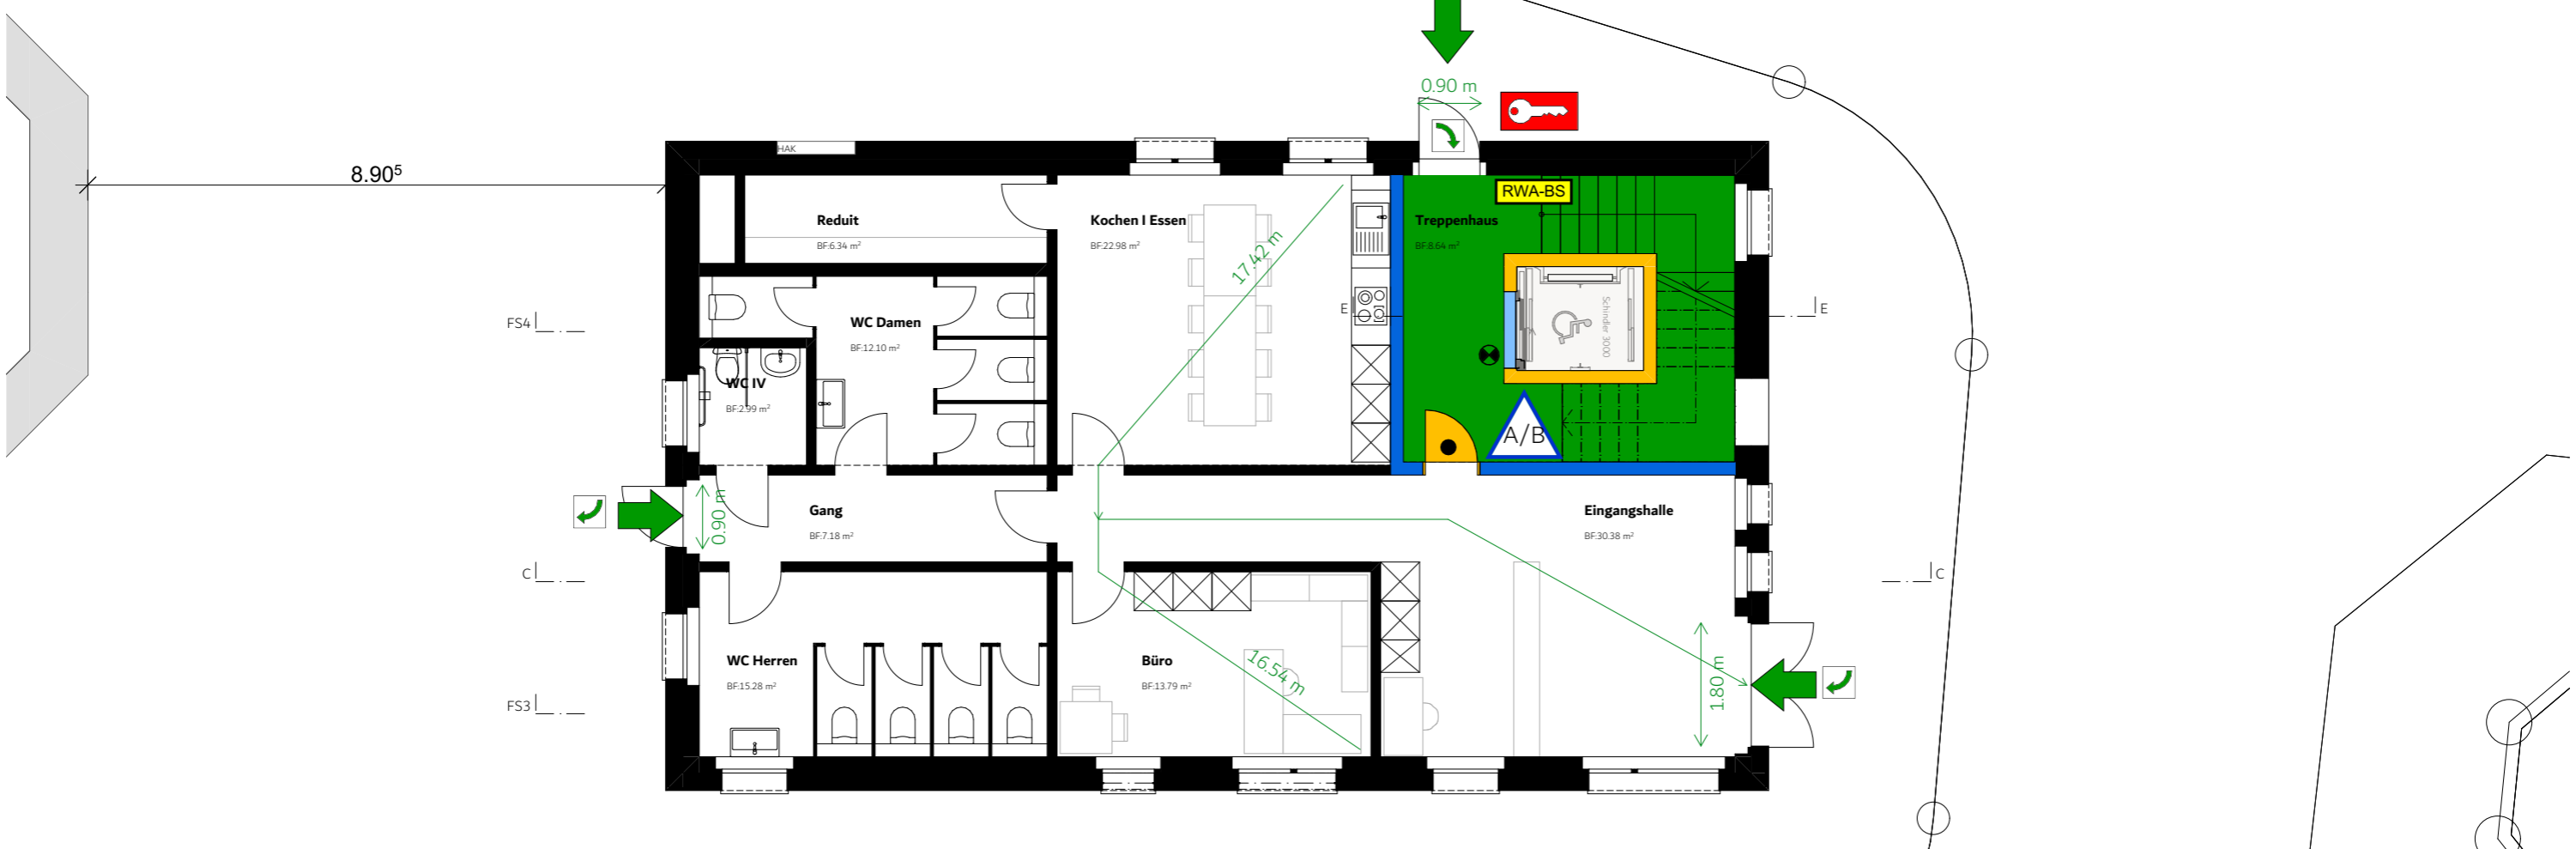 0.90 m
HAK
8.90⁵
RWA-BS
Reduit
BF:6.34 m²
Kochen I Essen
BF:22.98 m²
17.42 m
Treppenhaus
BF:8.64 m²
Schindler 3000
E
E
FS4
WC Damen
BF:12.10 m²
WC IV
BF:2.99 m²
A/B
0.90 m
Gang
BF:7.18 m²
Eingangshalle
BF:30.38 m²
C
C
WC Herren
BF:15.28 m²
Büro
BF:13.79 m²
16.54 m
1.80 m
FS3